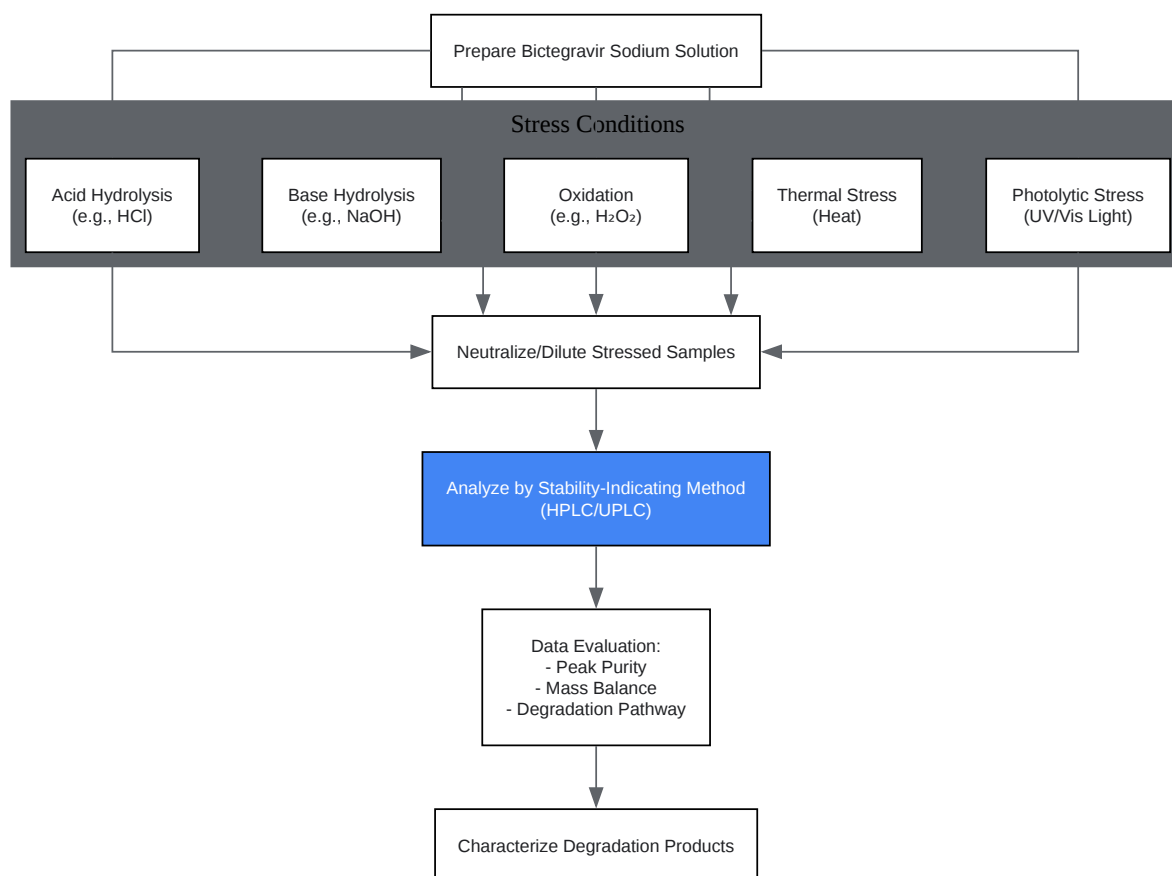 Prepare Bictegravir Sodium Solution
Stress Conditions
Acid Hydrolysis
(e.g., HCl)
Base Hydrolysis
(e.g., NaOH)
Oxidation
(e.g., H₂O₂)
Thermal Stress
(Heat)
Photolytic Stress
(UV/Vis Light)
Neutralize/Dilute Stressed Samples
Analyze by Stability-Indicating Method
(HPLC/UPLC)
Data Evaluation:
- Peak Purity
- Mass Balance
- Degradation Pathway
Characterize Degradation Products